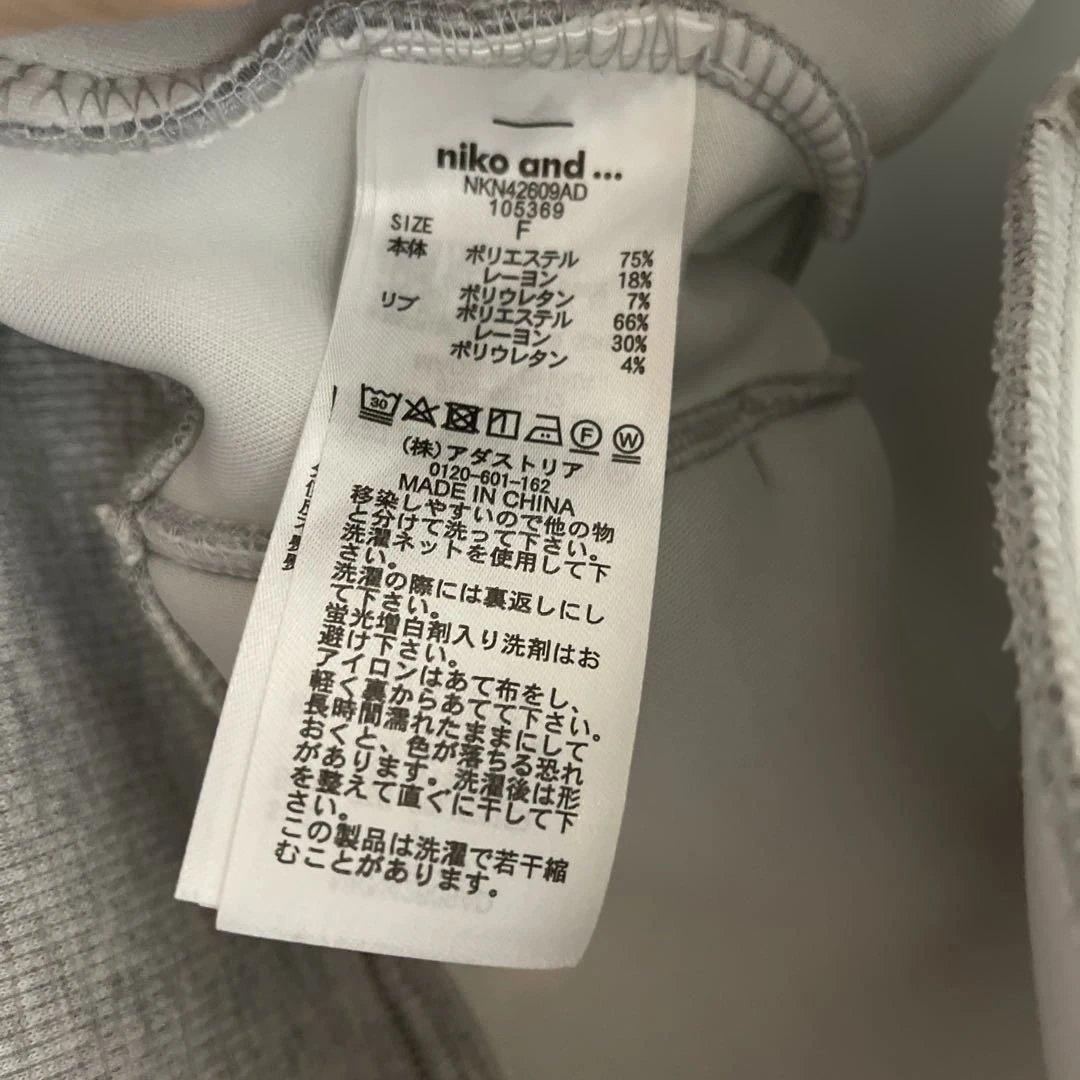 niko and ...
NKN42609AD
105369
SIZE F
本体 ポリエステル 75%
レーヨン 18%
ポリウレタン 7%
リブ ポリエステル 66%
レーヨン 30%
ポリウレタン 4%
30
F W
(株)アダストリア
0120-601-162
MADE IN CHINA
移染しやすいので他の物
と分けて洗って下さい。
洗濯ネットを使用して下
さい。
洗濯の際には裏返しにし
て下さい。
蛍光増白剤入り洗剤はお
避け下さい。
アイロンはあて布をし、
軽く裏からあてて下さい。
長時間濡れたままにして
おくと、色が落ちる恐れ
があります。洗濯後は形
を整えて直ぐに干して下
さい。
この製品は洗濯で若干縮
むことがあります。